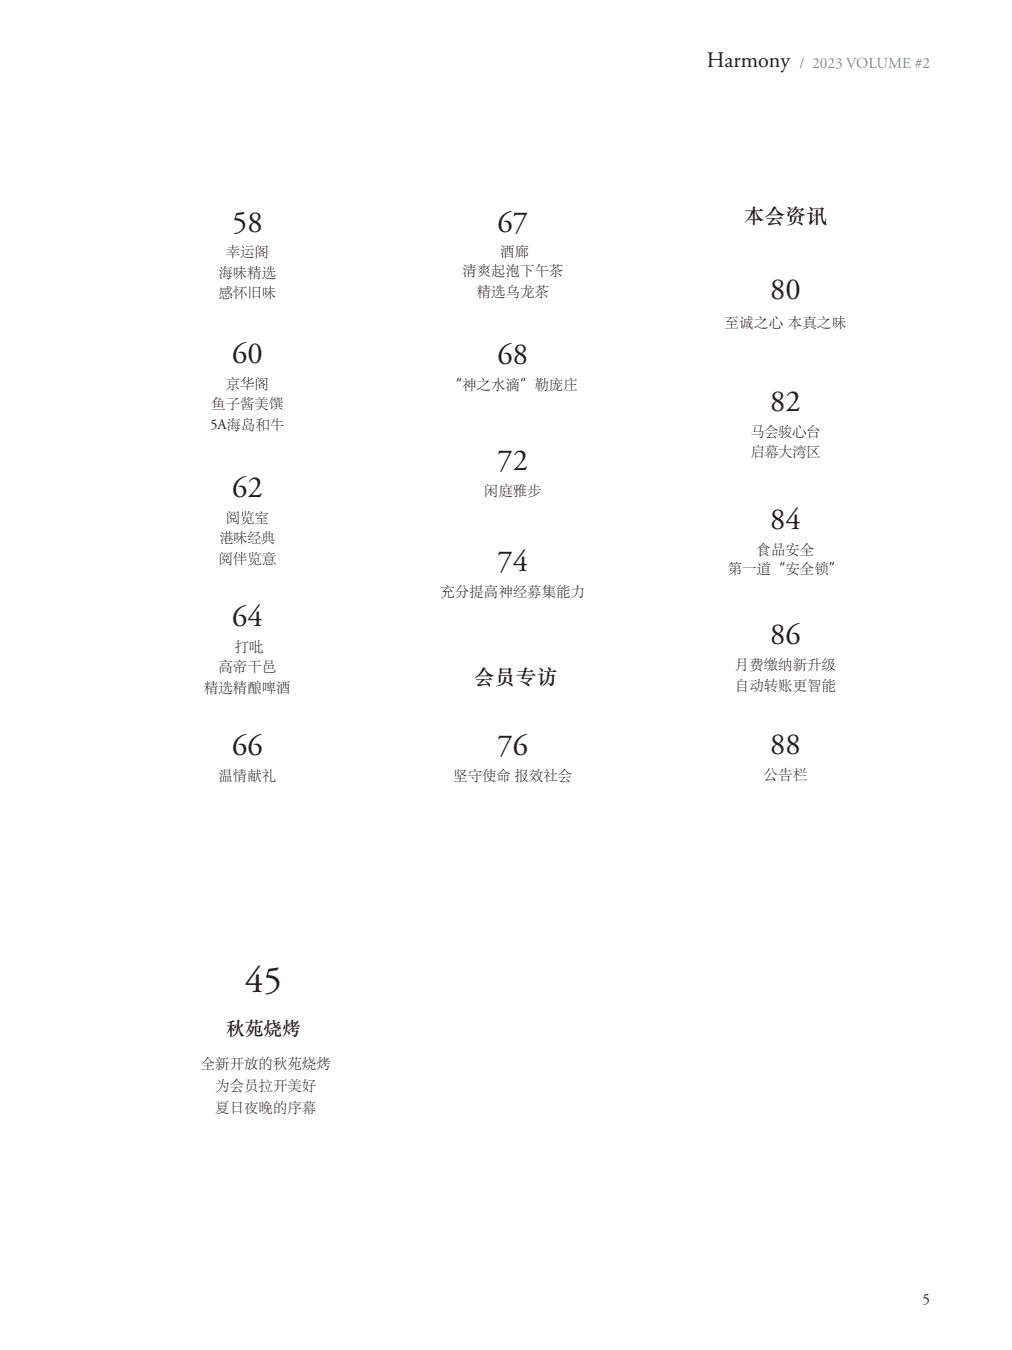 Harmony / 2023 VOLUME #2
58
幸运阁
海味精选
感怀旧味
60
京华阁
鱼子酱美馔
5A海岛和牛
62
阅览室
港味经典
阅伴览意
64
打吡
高帝干邑
精选精酿啤酒
66
温情献礼
67
酒廊
清爽起泡下午茶
精选乌龙茶
68
“神之水滴”勒庞庄
72
闲庭雅步
74
充分提高神经募集能力
会员专访
76
坚守使命 报效社会
本会资讯
80
至诚之心 本真之味
82
马会骏心台
启幕大湾区
84
食品安全
第一道“安全锁”
86
月费缴纳新升级
自动转账更智能
88
公告栏
45
秋苑烧烤
全新开放的秋苑烧烤
为会员拉开美好
夏日夜晚的序幕
5